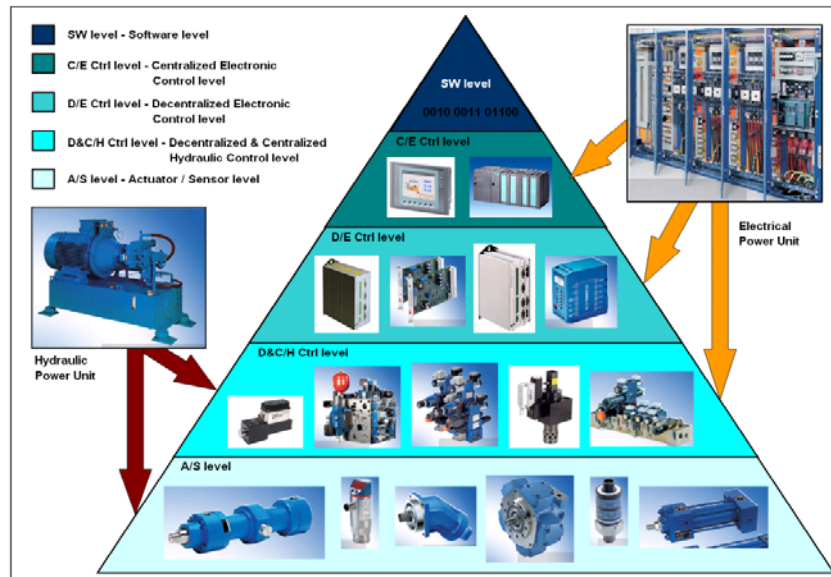 SW level - Software level
C/E Ctrl level - Centralized Electronic
Control level
D/E Ctrl level - Decentralized Electronic
Control level
D&C/H Ctrl level - Decentralized & Centralized
Hydraulic Control level
A/S level - Actuator / Sensor level
SW level
0010 0011 01100
C/E Ctrl level
D/E Ctrl level
D&C/H Ctrl level
A/S level
Electrical
Power Unit
Hydraulic
Power Unit